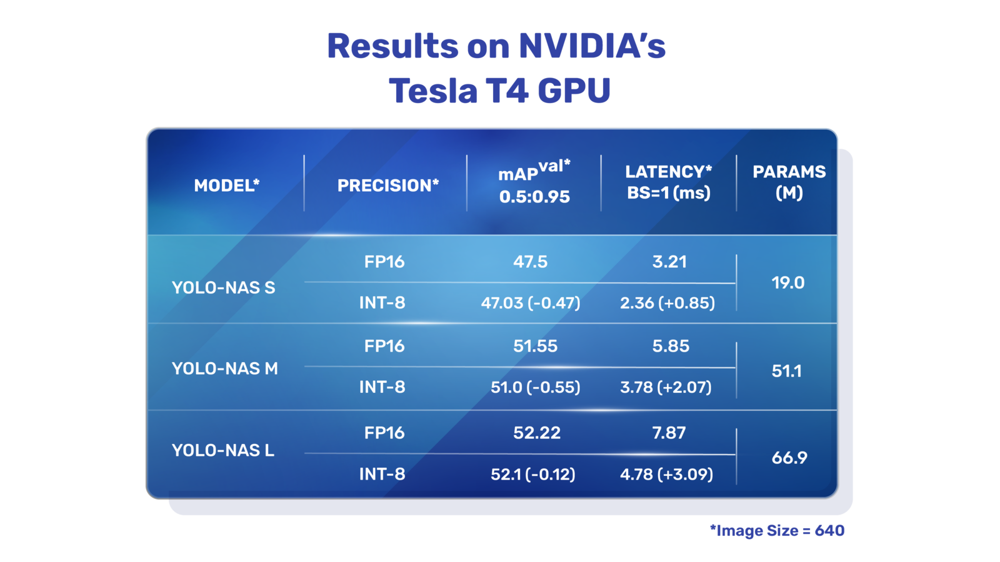 Results on NVIDIA’s
Tesla T4 GPU
MODEL*
PRECISION*
mAPval*
0.5:0.95
LATENCY*
BS=1 (ms)
PARAMS
(M)
YOLO-NAS S
FP16
47.5
3.21
INT-8
47.03 (-0.47)
2.36 (+0.85)
19.0
YOLO-NAS M
FP16
51.55
5.85
INT-8
51.0 (-0.55)
3.78 (+2.07)
51.1
YOLO-NAS L
FP16
52.22
7.87
INT-8
52.1 (-0.12)
4.78 (+3.09)
66.9
*Image Size = 640